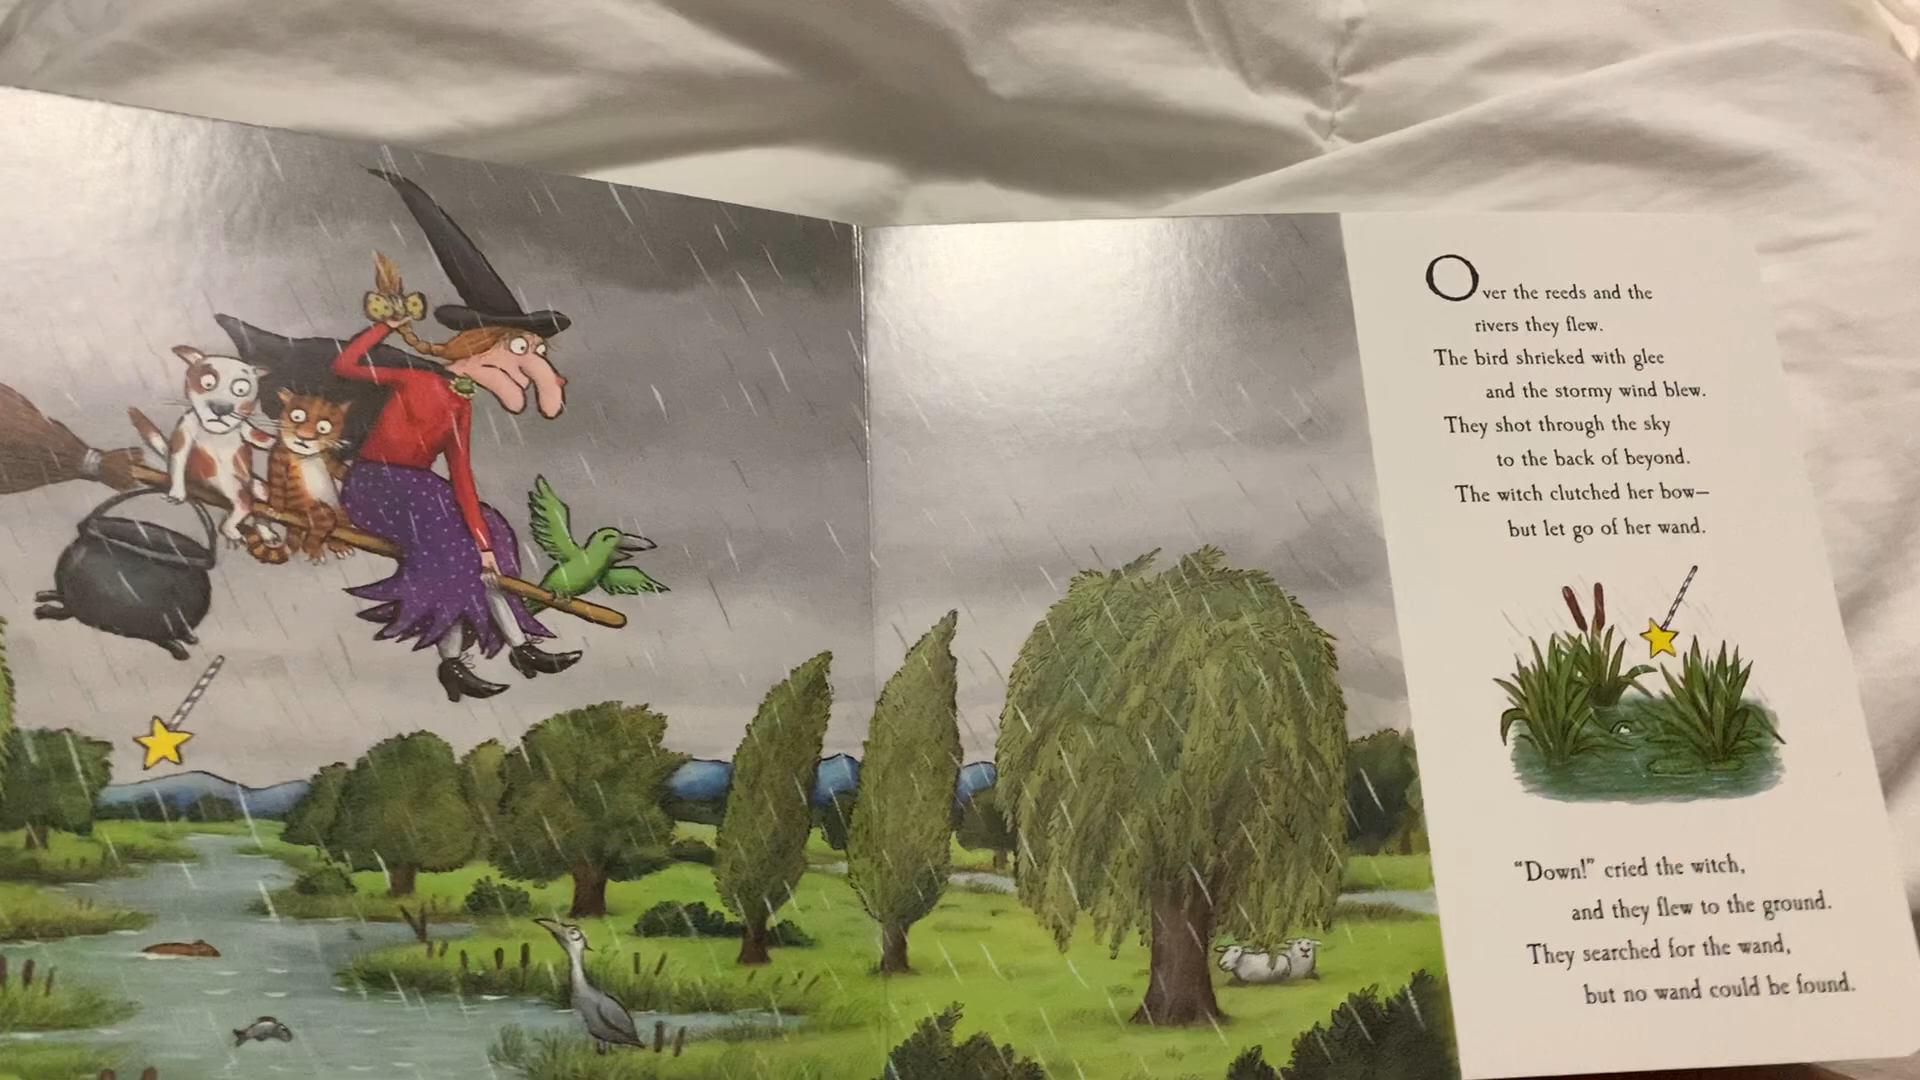 Over the reeds and the
rivers they flew.
The bird shrieked with glee
and the stormy wind blew.
They shot through the sky
to the back of beyond.
The witch clutched her bow—
but let go of her wand.
“Down!” cried the witch,
and they flew to the ground.
They searched for the wand,
but no wand could be found.